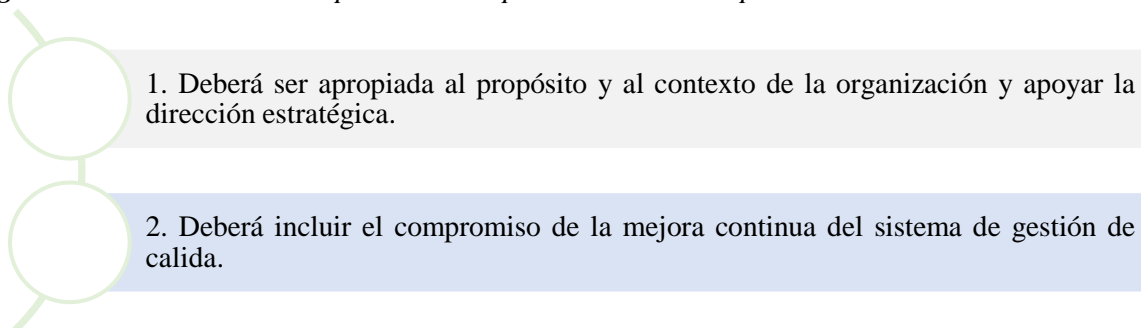 1. Deberá ser apropiada al propósito y al contexto de la organización y apoyar la
dirección estratégica.
2. Deberá incluir el compromiso de la mejora continua del sistema de gestión de
calida.